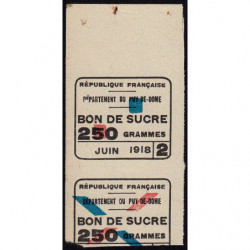 RÉPUBLIQUE FRANÇAISE
DÉPARTEMENT DU PUY-DE-DOME
BON DE SUCRE
250 GRAMMES
JUIN 1918 2
RÉPUBLIQUE FRANÇAISE
DÉPARTEMENT DU PUY-DE-DOME
BON DE SUCRE
250 GRAMMES